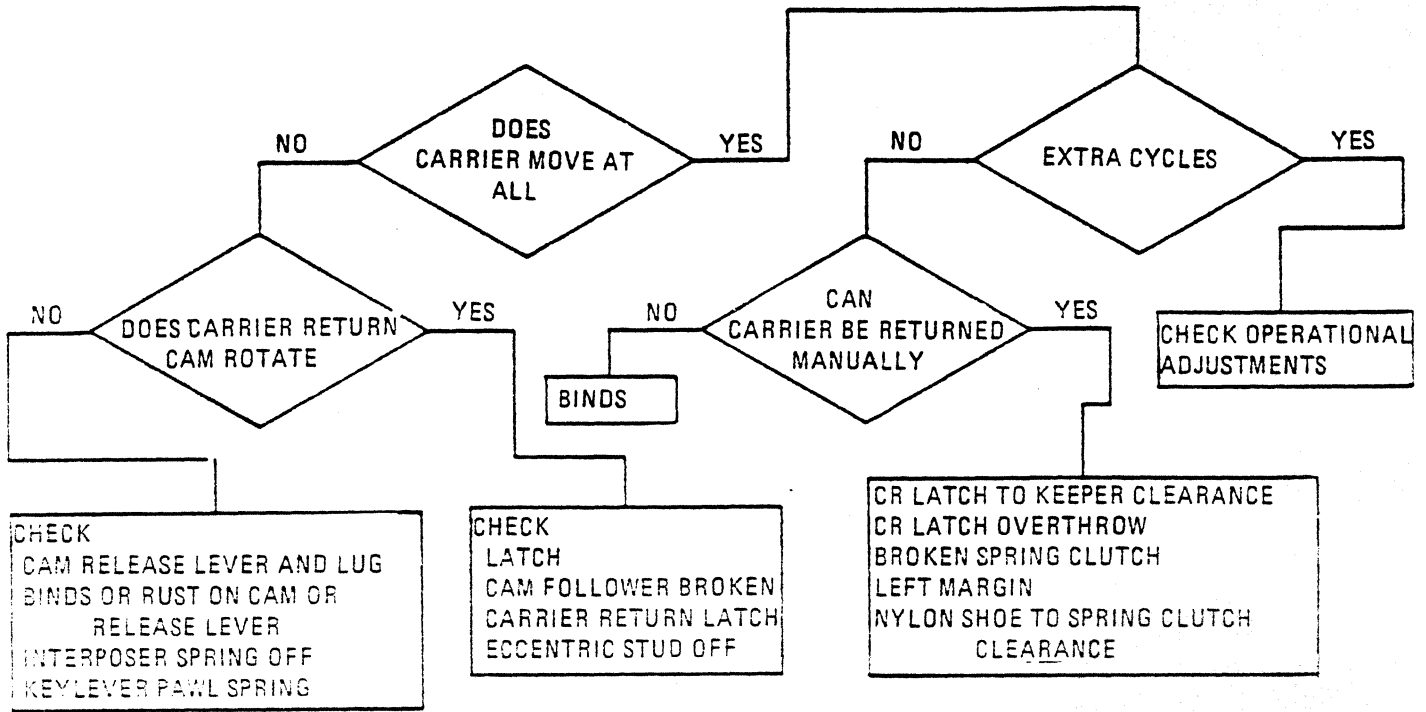 DOES
CARRIER MOVE AT
ALL
NO
YES
EXTRA CYCLES
NO
YES
DOES CARRIER RETURN
CAM ROTATE
NO
YES
CAN
CARRIER BE RETURNED
MANUALLY
NO
YES
CHECK OPERATIONAL
ADJUSTMENTS
BINDS
CHECK
CAM RELEASE LEVER AND LUG
BINDS OR RUST ON CAM OR
RELEASE LEVER
INTERPOSER SPRING OFF
KEYLEVER PAWL SPRING
CHECK
LATCH
CAM FOLLOWER BROKEN
CARRIER RETURN LATCH
ECCENTRIC STUD OFF
CR LATCH TO KEEPER CLEARANCE
CR LATCH OVERTHROW
BROKEN SPRING CLUTCH
LEFT MARGIN
NYLON SHOE TO SPRING CLUTCH
CLEARANCE